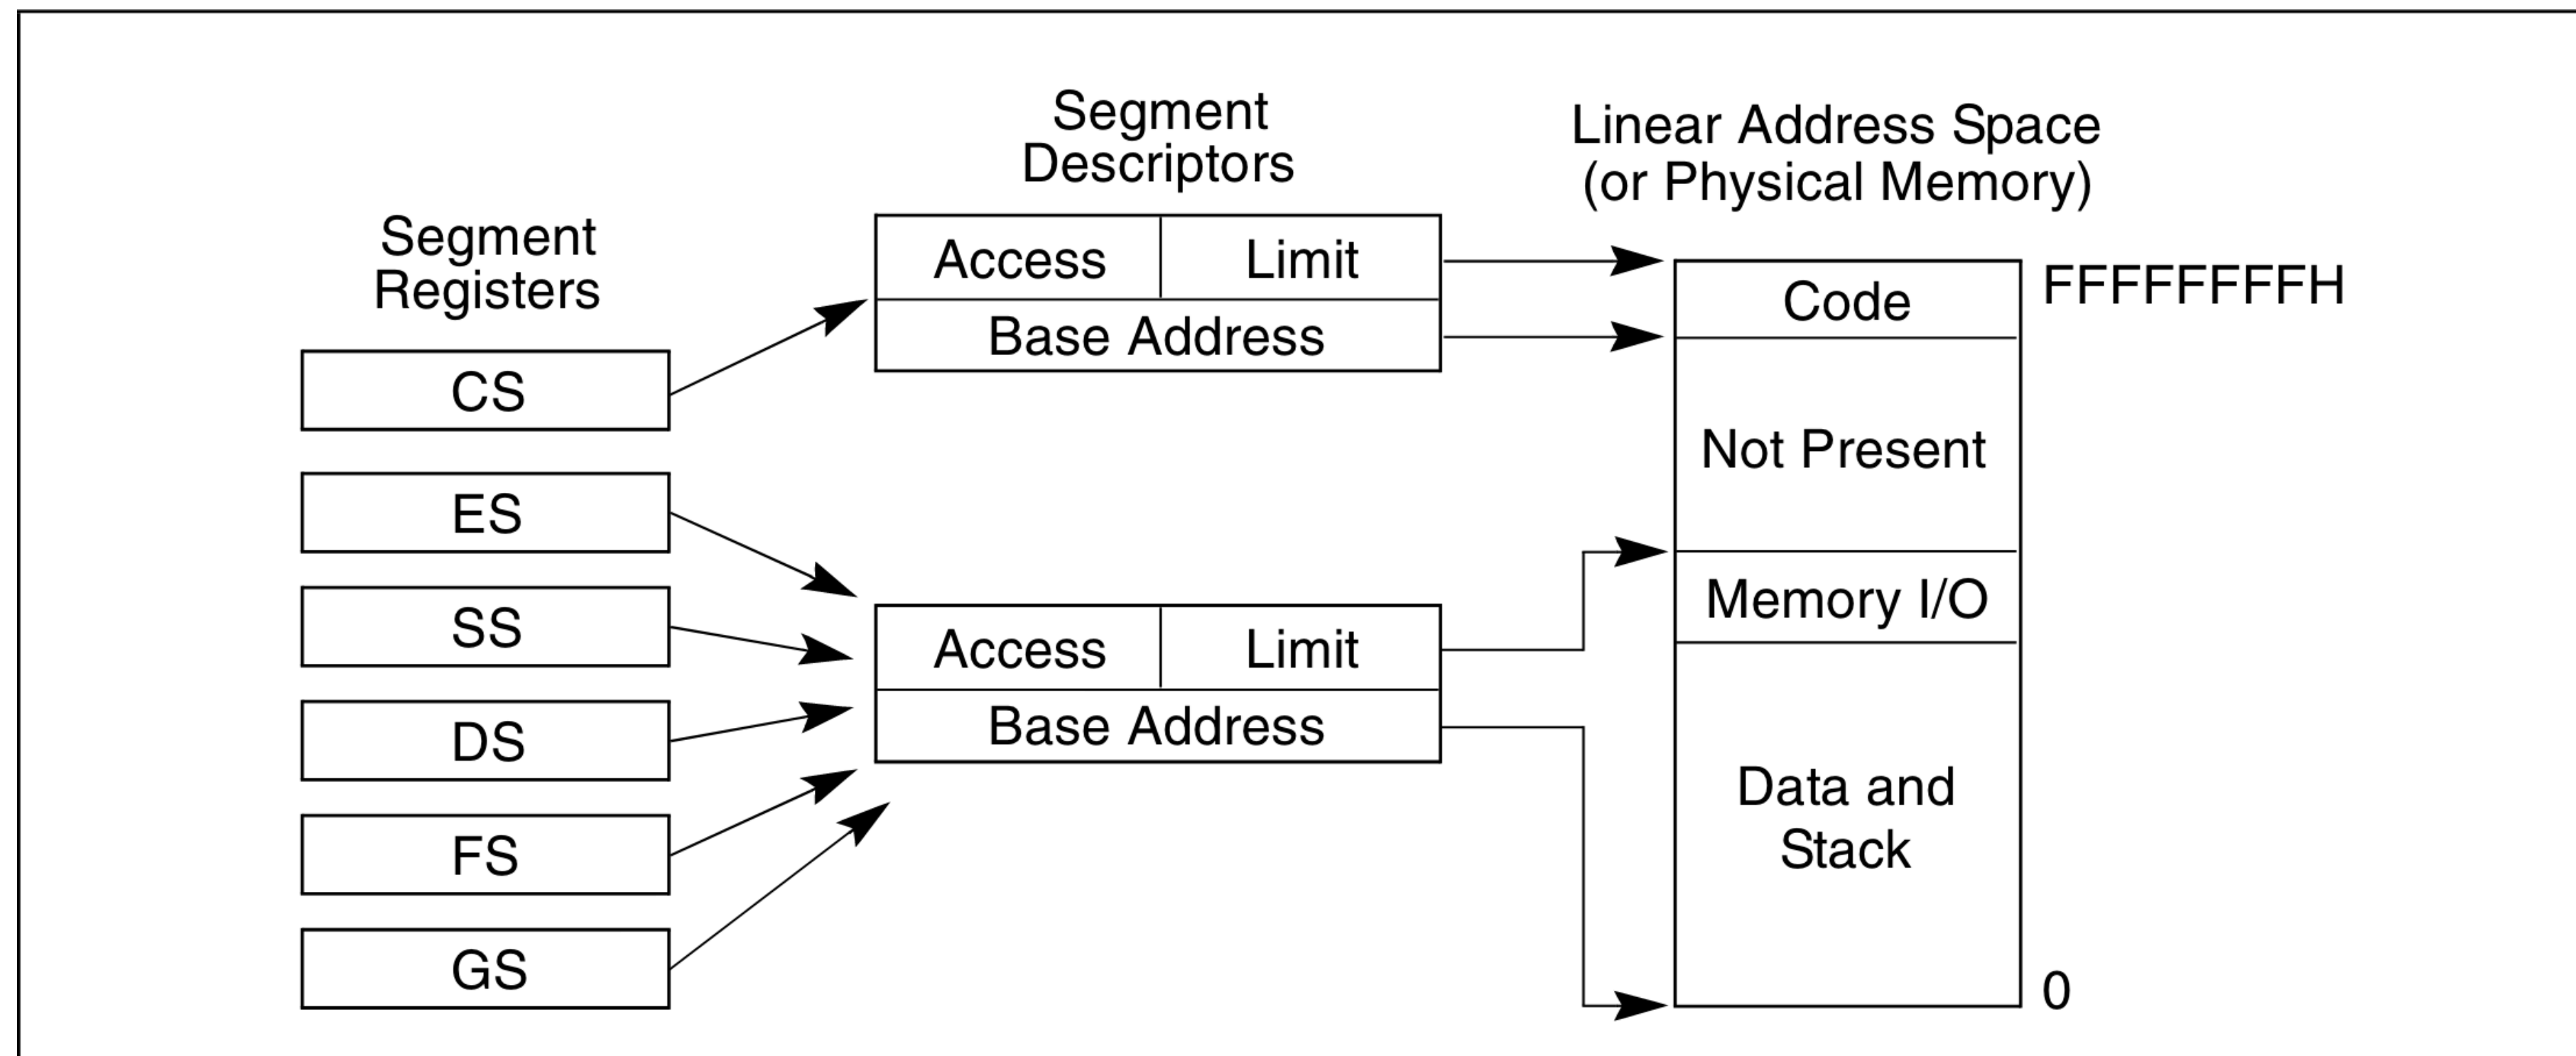 Segment
Registers
CS
ES
SS
DS
FS
GS
Segment
Descriptors
Access
Limit
Base Address
Access
Limit
Base Address
Linear Address Space
(or Physical Memory)
Code
FFFFFFFFH
Not Present
Memory I/O
Data and
Stack
0